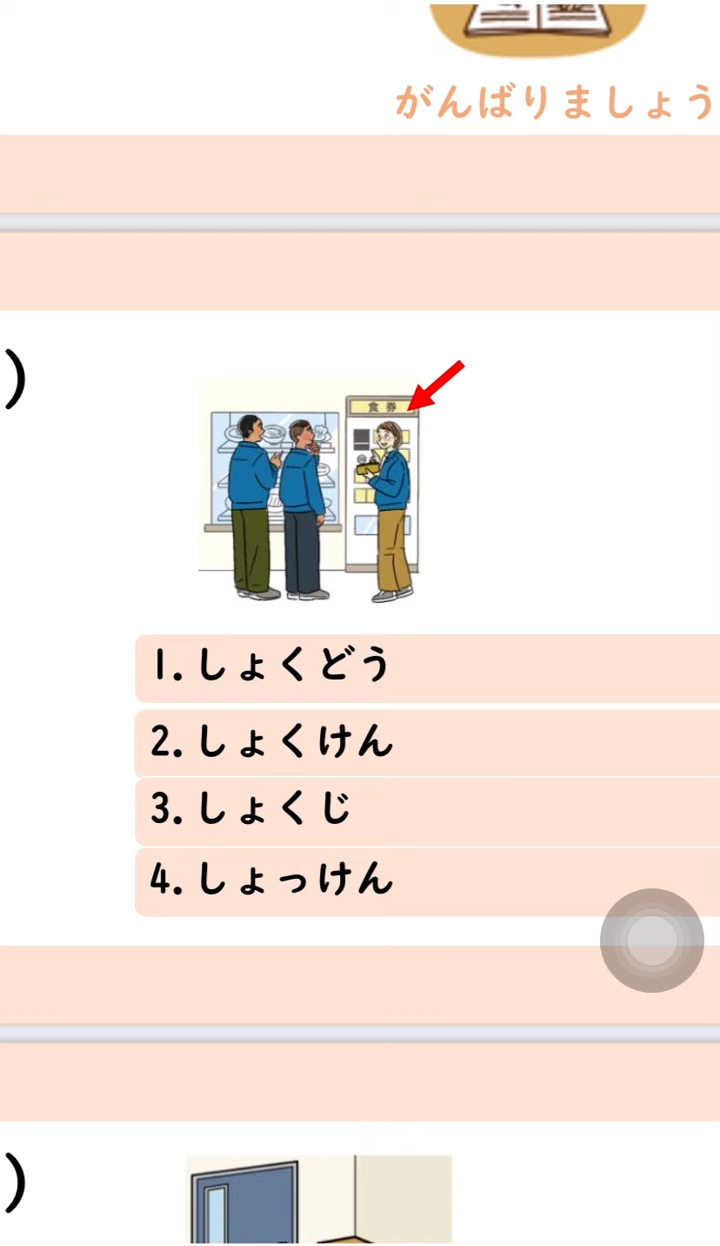 がんばりましょう
)
食券
1. しょくどう
2. しょくけん
3. しょくじ
4. しょっけん
)